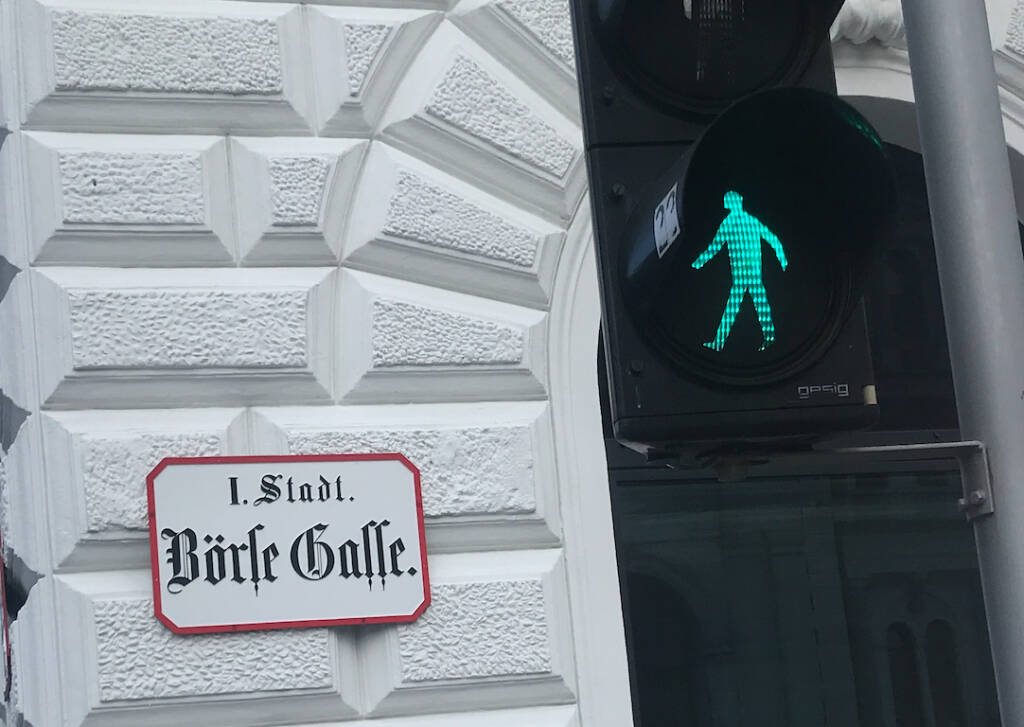 I. Stadt.
Börſe Gaſſe.
gesig
??